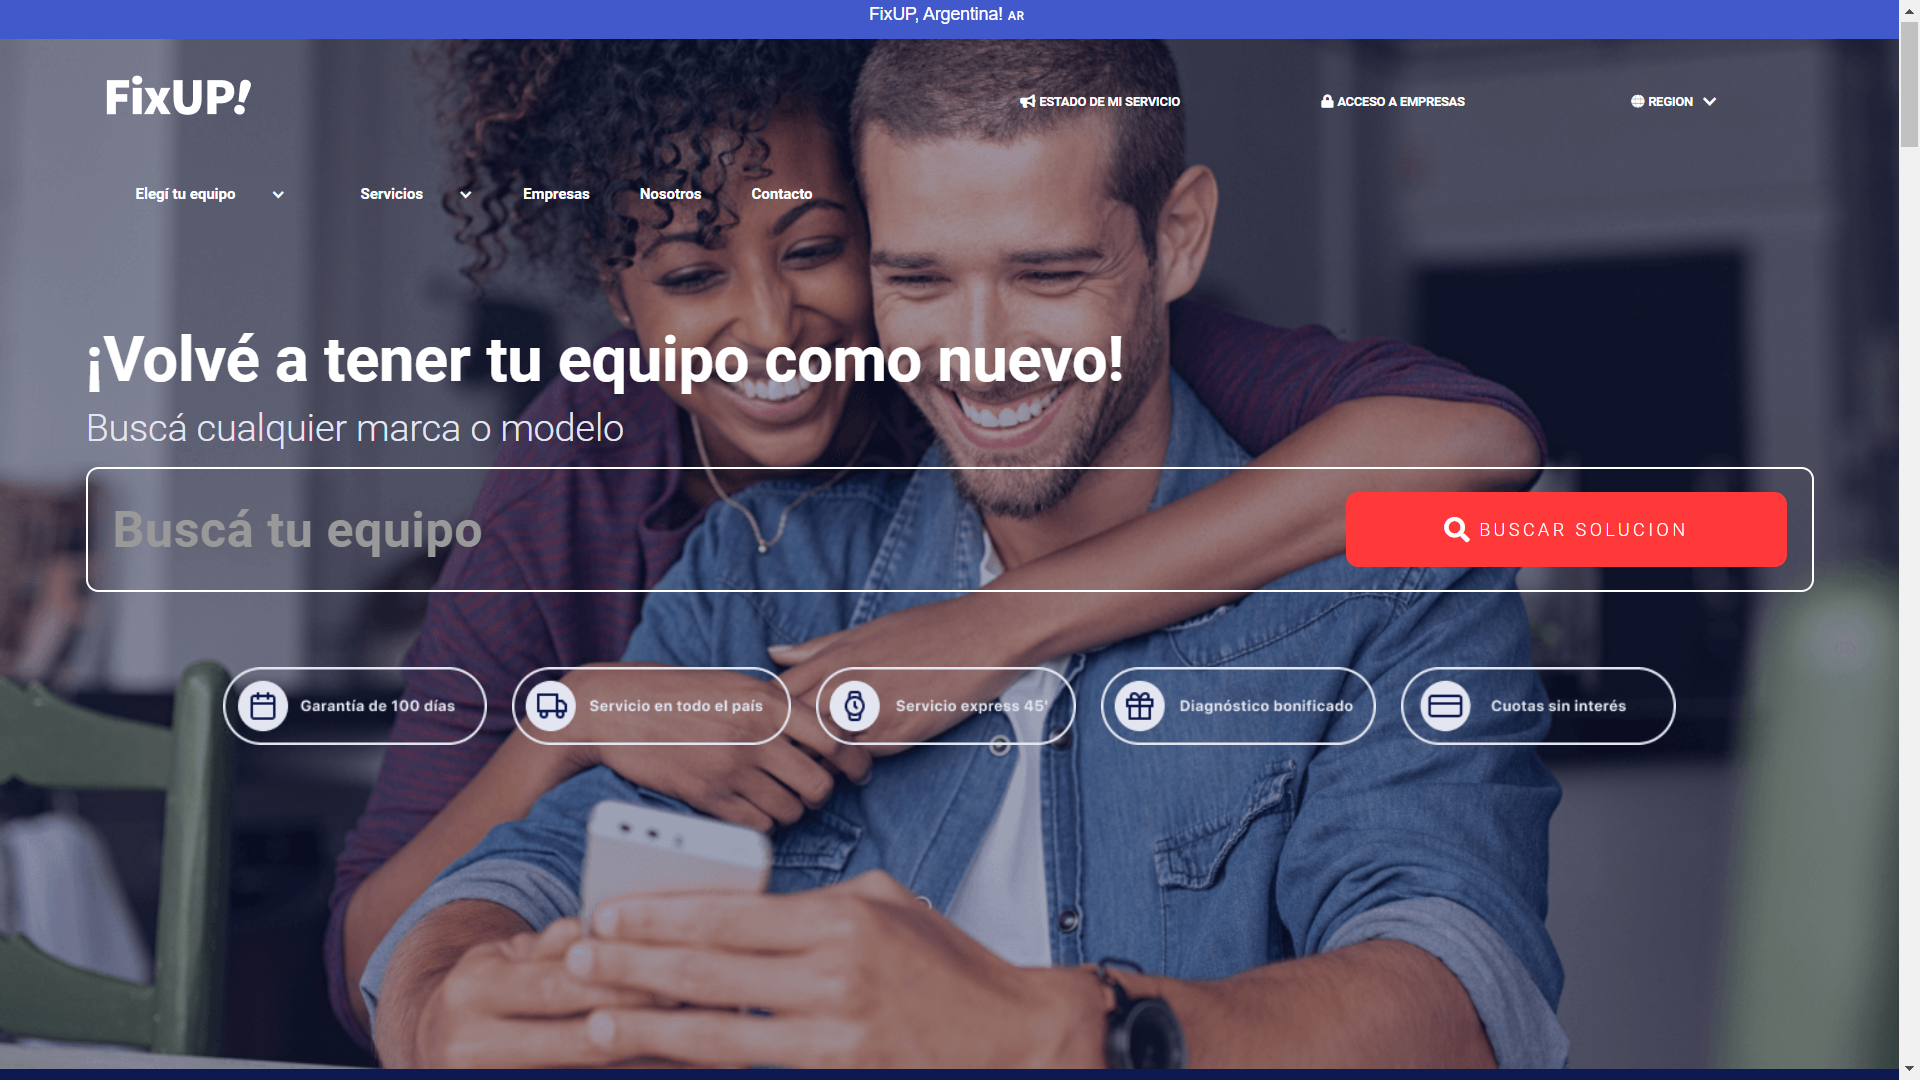 FixUP, Argentina! AR
FixUP!
ESTADO DE MI SERVICIO
ACCESO A EMPRESAS
REGION
Elegí tu equipo
Servicios
Empresas
Nosotros
Contacto
¡Volvé a tener tu equipo como nuevo!
Buscá cualquier marca o modelo
Buscá tu equipo
BUSCAR SOLUCION
Garantía de 100 días
Servicio en todo el país
Servicio express 45'
Diagnóstico bonificado
Cuotas sin interés